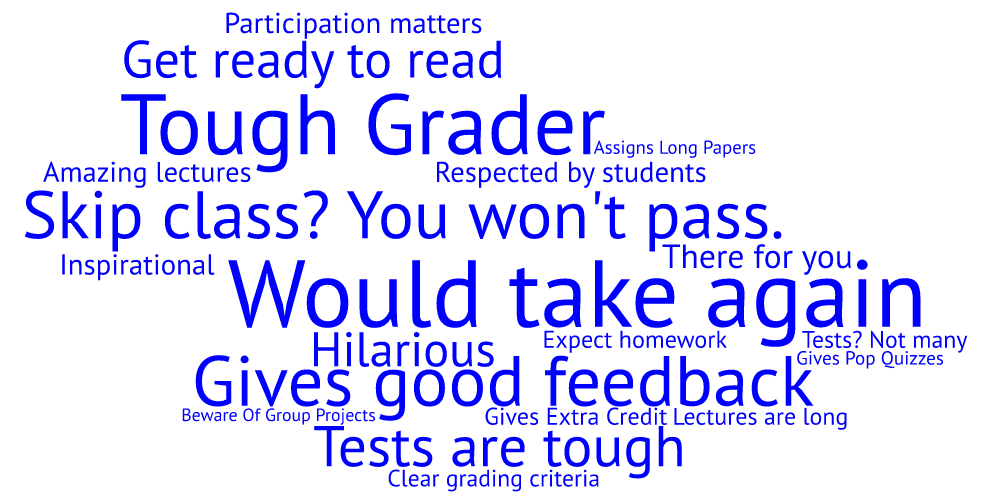 Participation matters
Get ready to read
Tough Grader
Assigns Long Papers
Amazing lectures
Respected by students
Skip class? You won't pass.
There for you
Inspirational
Would take again
Hilarious
Expect homework
Tests? Not many
Gives Pop Quizzes
Gives good feedback
Beware Of Group Projects
Gives Extra Credit
Lectures are long
Tests are tough
Clear grading criteria